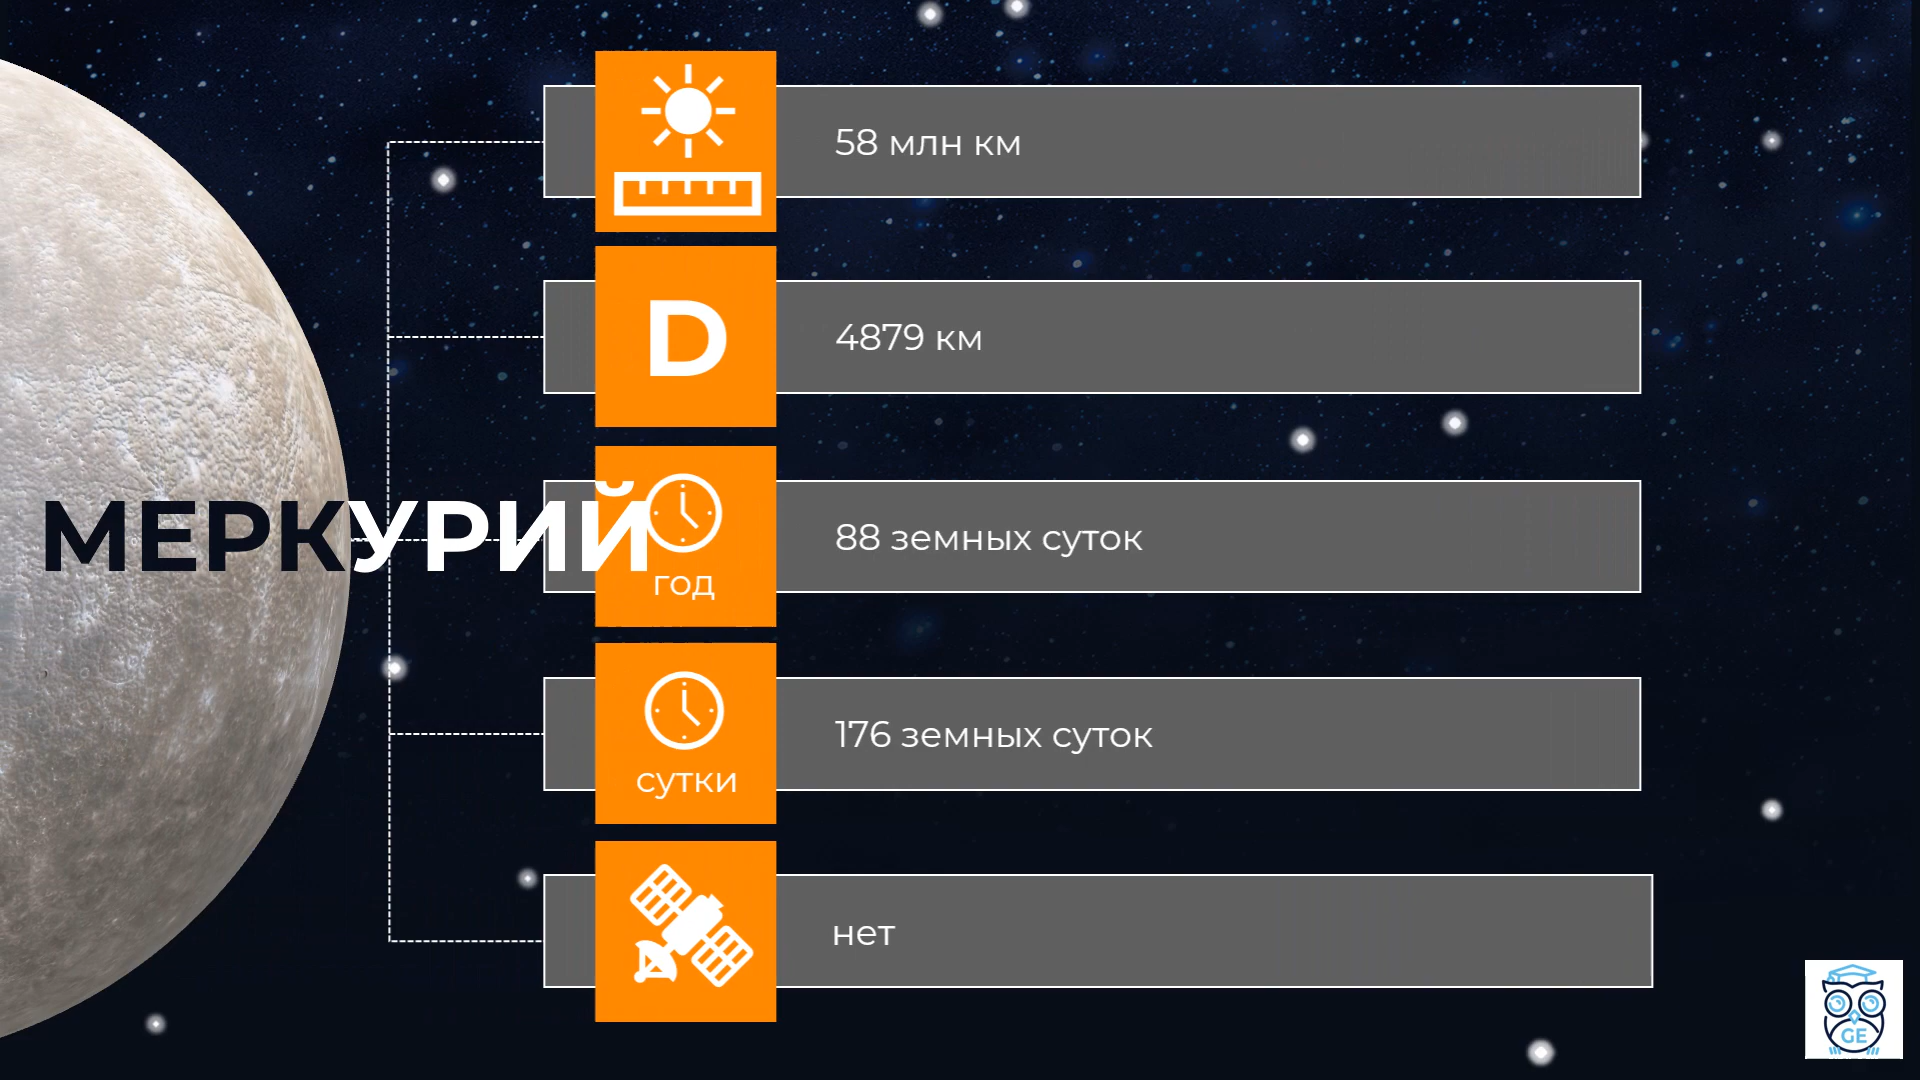 58 млн км
D
4879 км
МЕРКУРИЙ
год
88 земных суток
сутки
176 земных суток
нет
GE